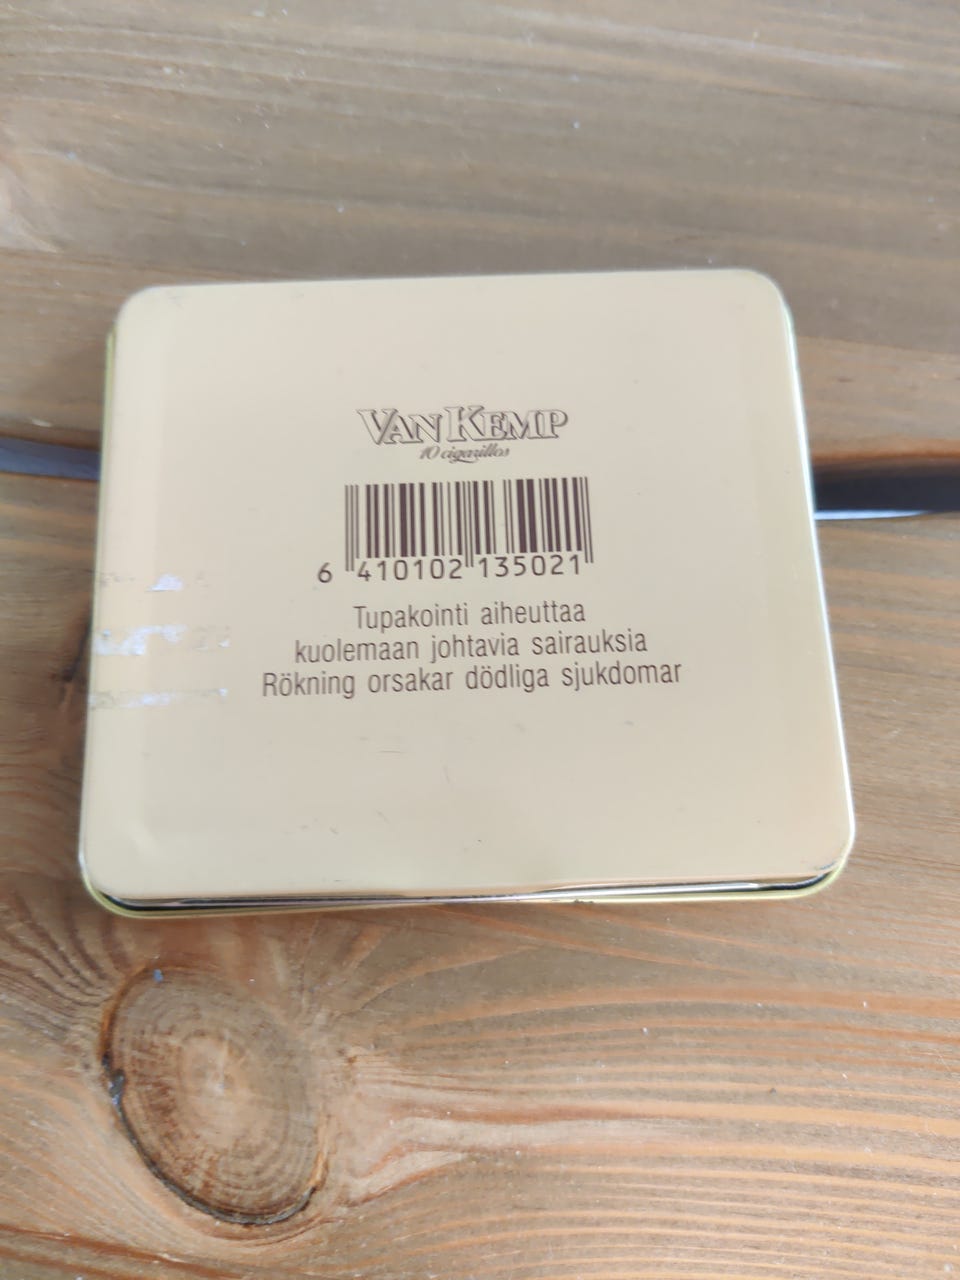 VAN KEMP
10 cigarillos
6 410102 135021
Tupakointi aiheuttaa
kuolemaan johtavia sairauksia
Rökning orsakar dödliga sjukdomar